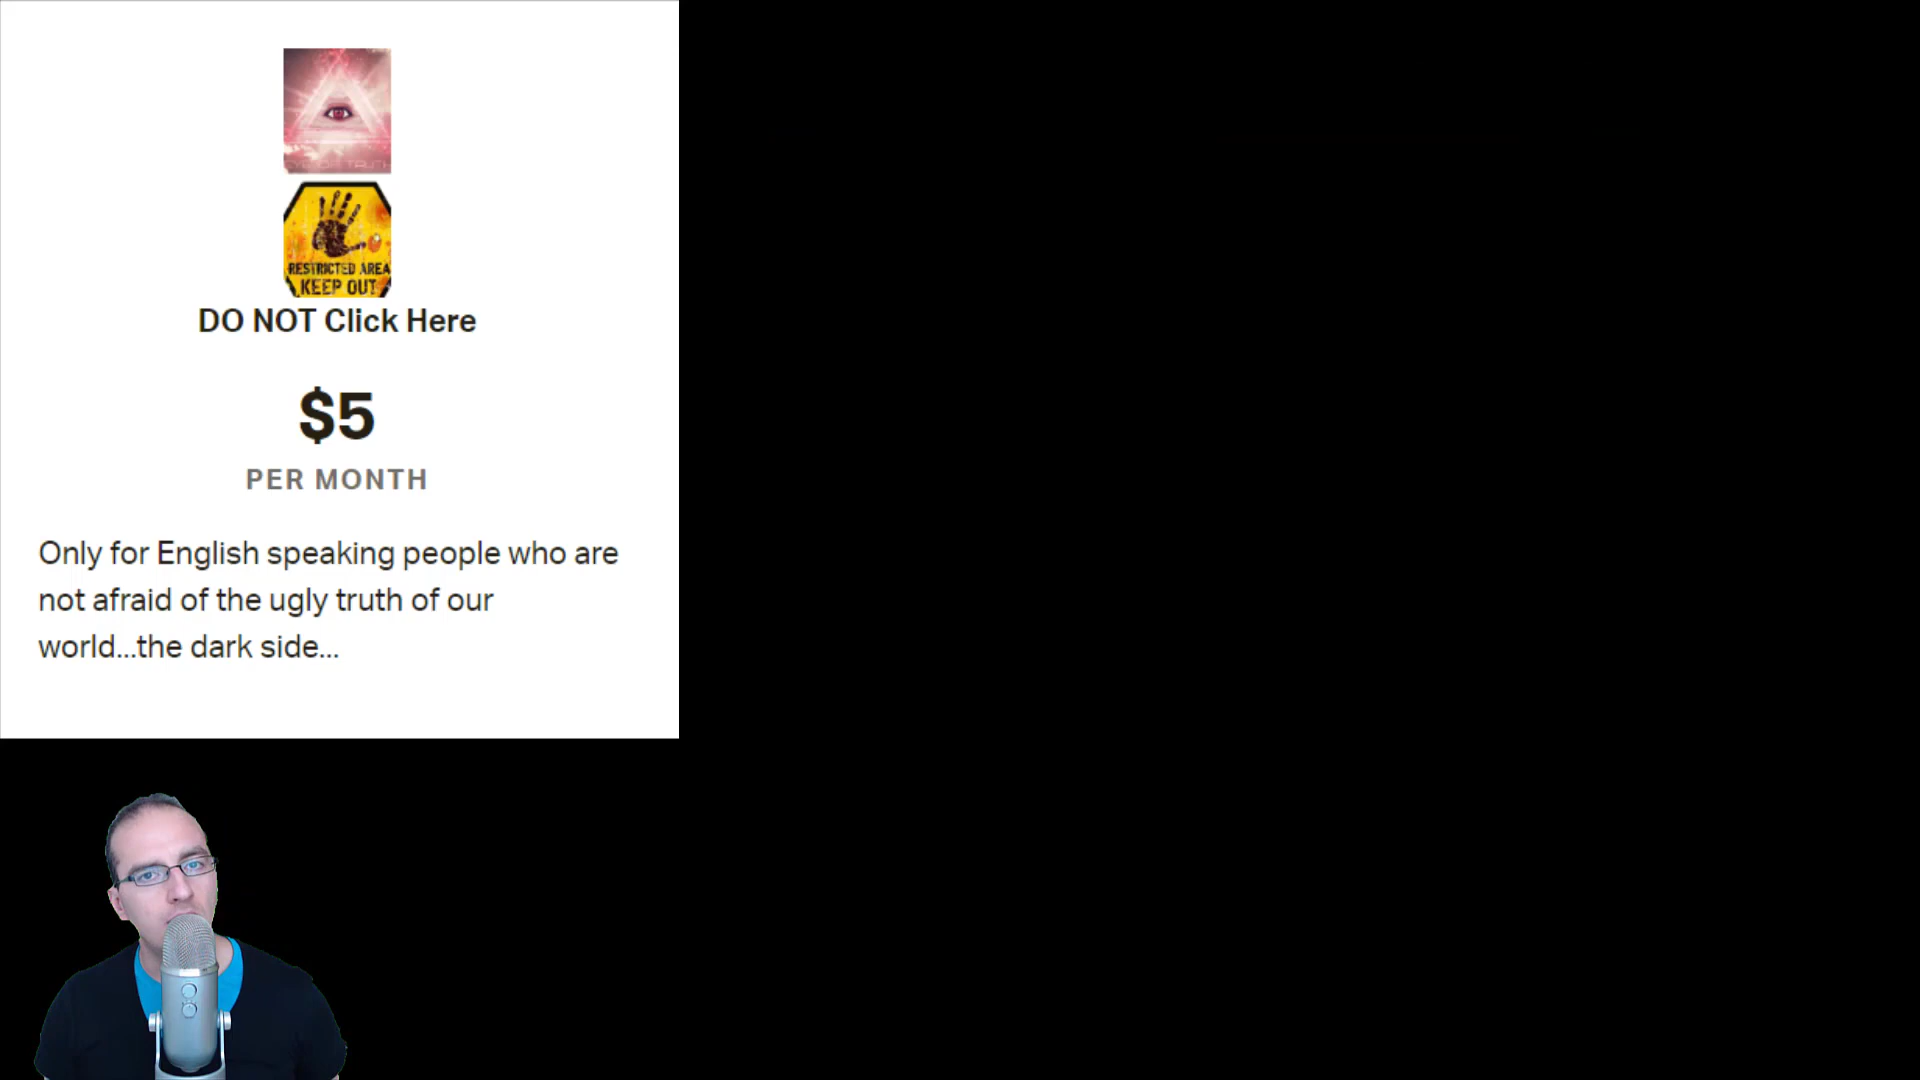 RESTRICTED AREA
KEEP OUT
DO NOT Click Here
$5
PER MONTH
Only for English speaking people who are
not afraid of the ugly truth of our
world...the dark side...